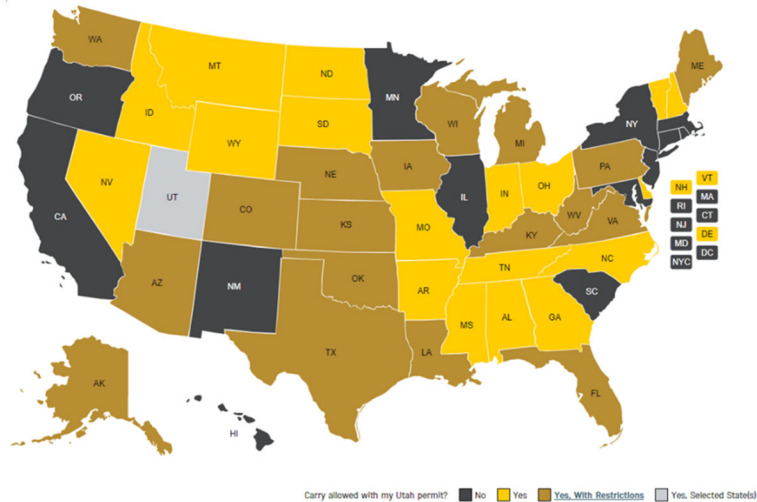 WA
ME
MT
ND
MN
OR
ID
SD
WI
NY
MI
WY
IA
PA
NE
NV
UT
IL
IN
OH
CO
WV
VA
KS
MO
KY
CA
NC
TN
OK
AZ
NM
AR
SC
MS
AL
GA
TX
LA
FL
AK
HI
VT
NH
MA
RI
CT
NJ
DE
MD
DC
NYC
Carry allowed with my Utah permit? No Yes Yes, With Restrictions Yes, Selected State(s)